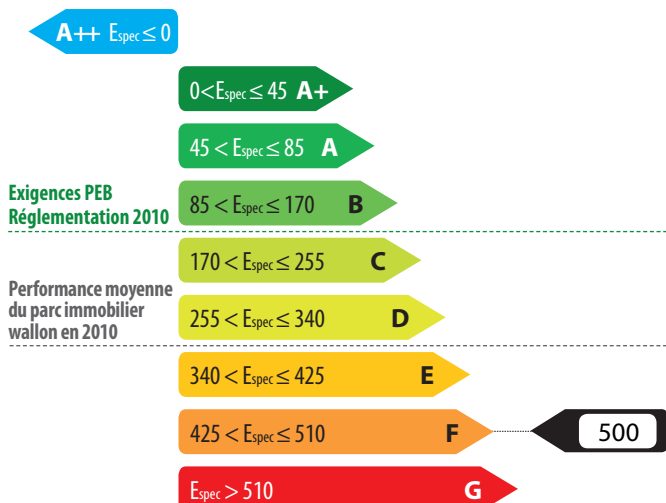 A++ Espec ≤ 0
0<Espec ≤ 45 A+
45 < Espec ≤ 85 A
Exigences PEB
Réglementation 2010
85 < Espec ≤ 170 B
170 < Espec ≤ 255 C
Performance moyenne
du parc immobilier
wallon en 2010
255 < Espec ≤ 340 D
340 < Espec ≤ 425 E
425 < Espec ≤ 510 F
500
Espec > 510 G